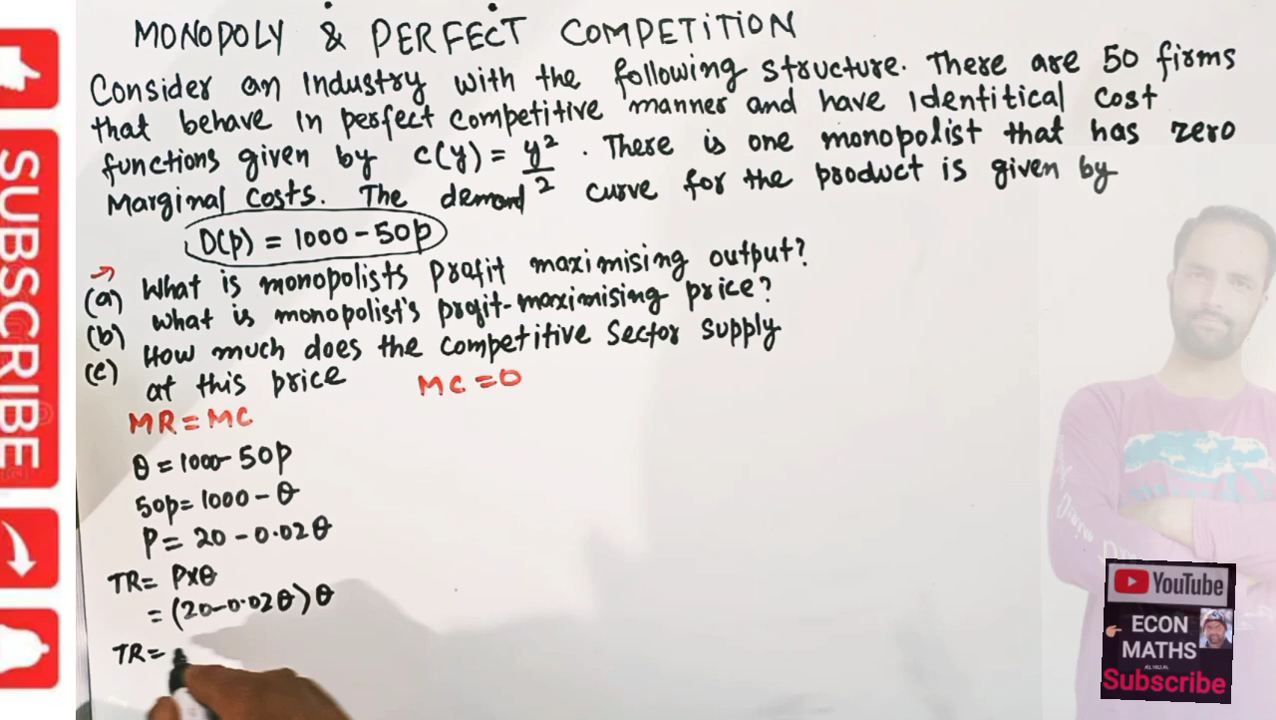 MONOPOLY & PERFECT COMPETITION
Consider an Industry with the following structure. There are 50 firms
that behave in perfect competitive manner and have identitical cost
functions given by c(y) = y²/2 . There is one monopolist that has zero
Marginal costs. The demand curve for the product is given by
D(p) = 1000 - 50p
(a) What is monopolists profit maximising output?
(b) What is monopolist's profit-maximising price?
(c) How much does the competitive Sector supply
at this price
MC = 0
MR = MC
θ = 1000 - 50p
50p = 1000 - θ
P = 20 - 0.02θ
TR = P×θ
= (20 - 0.02θ) θ
TR =
SUBSCRIBE
YouTube
ECON
MATHS
Subscribe